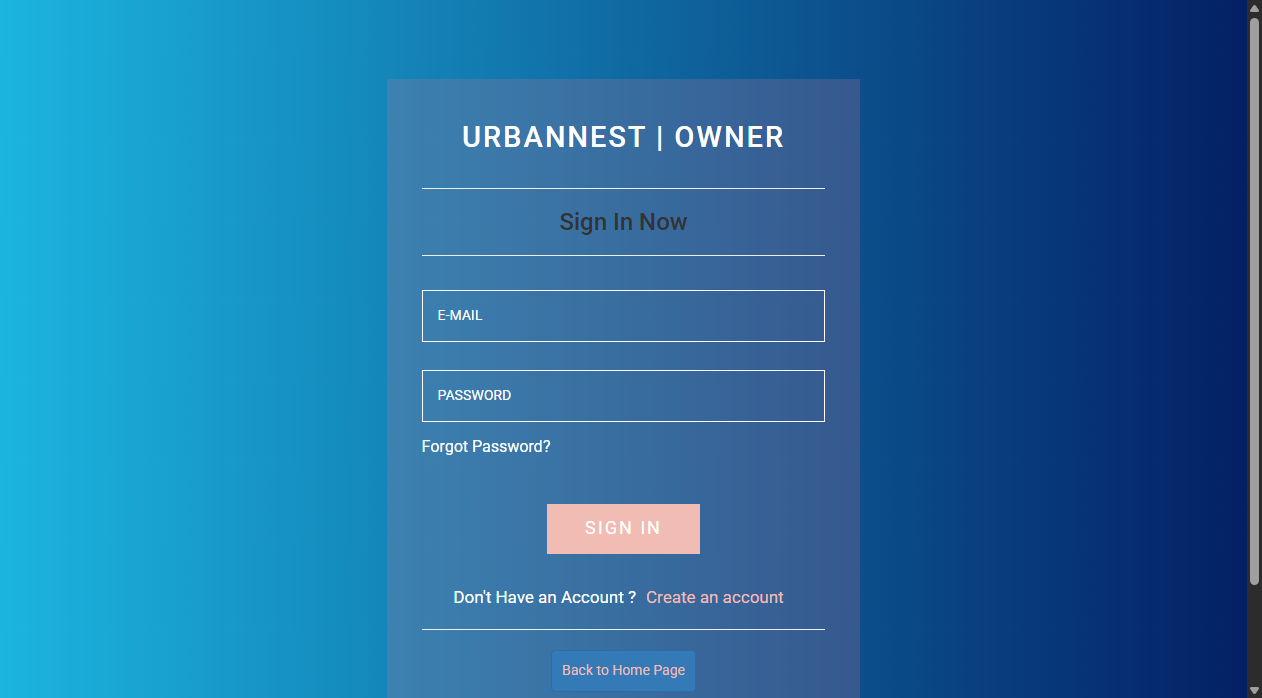 URBANNEST | OWNER
Sign In Now
E-MAIL
PASSWORD
Forgot Password?
SIGN IN
Don't Have an Account ? Create an account
Back to Home Page